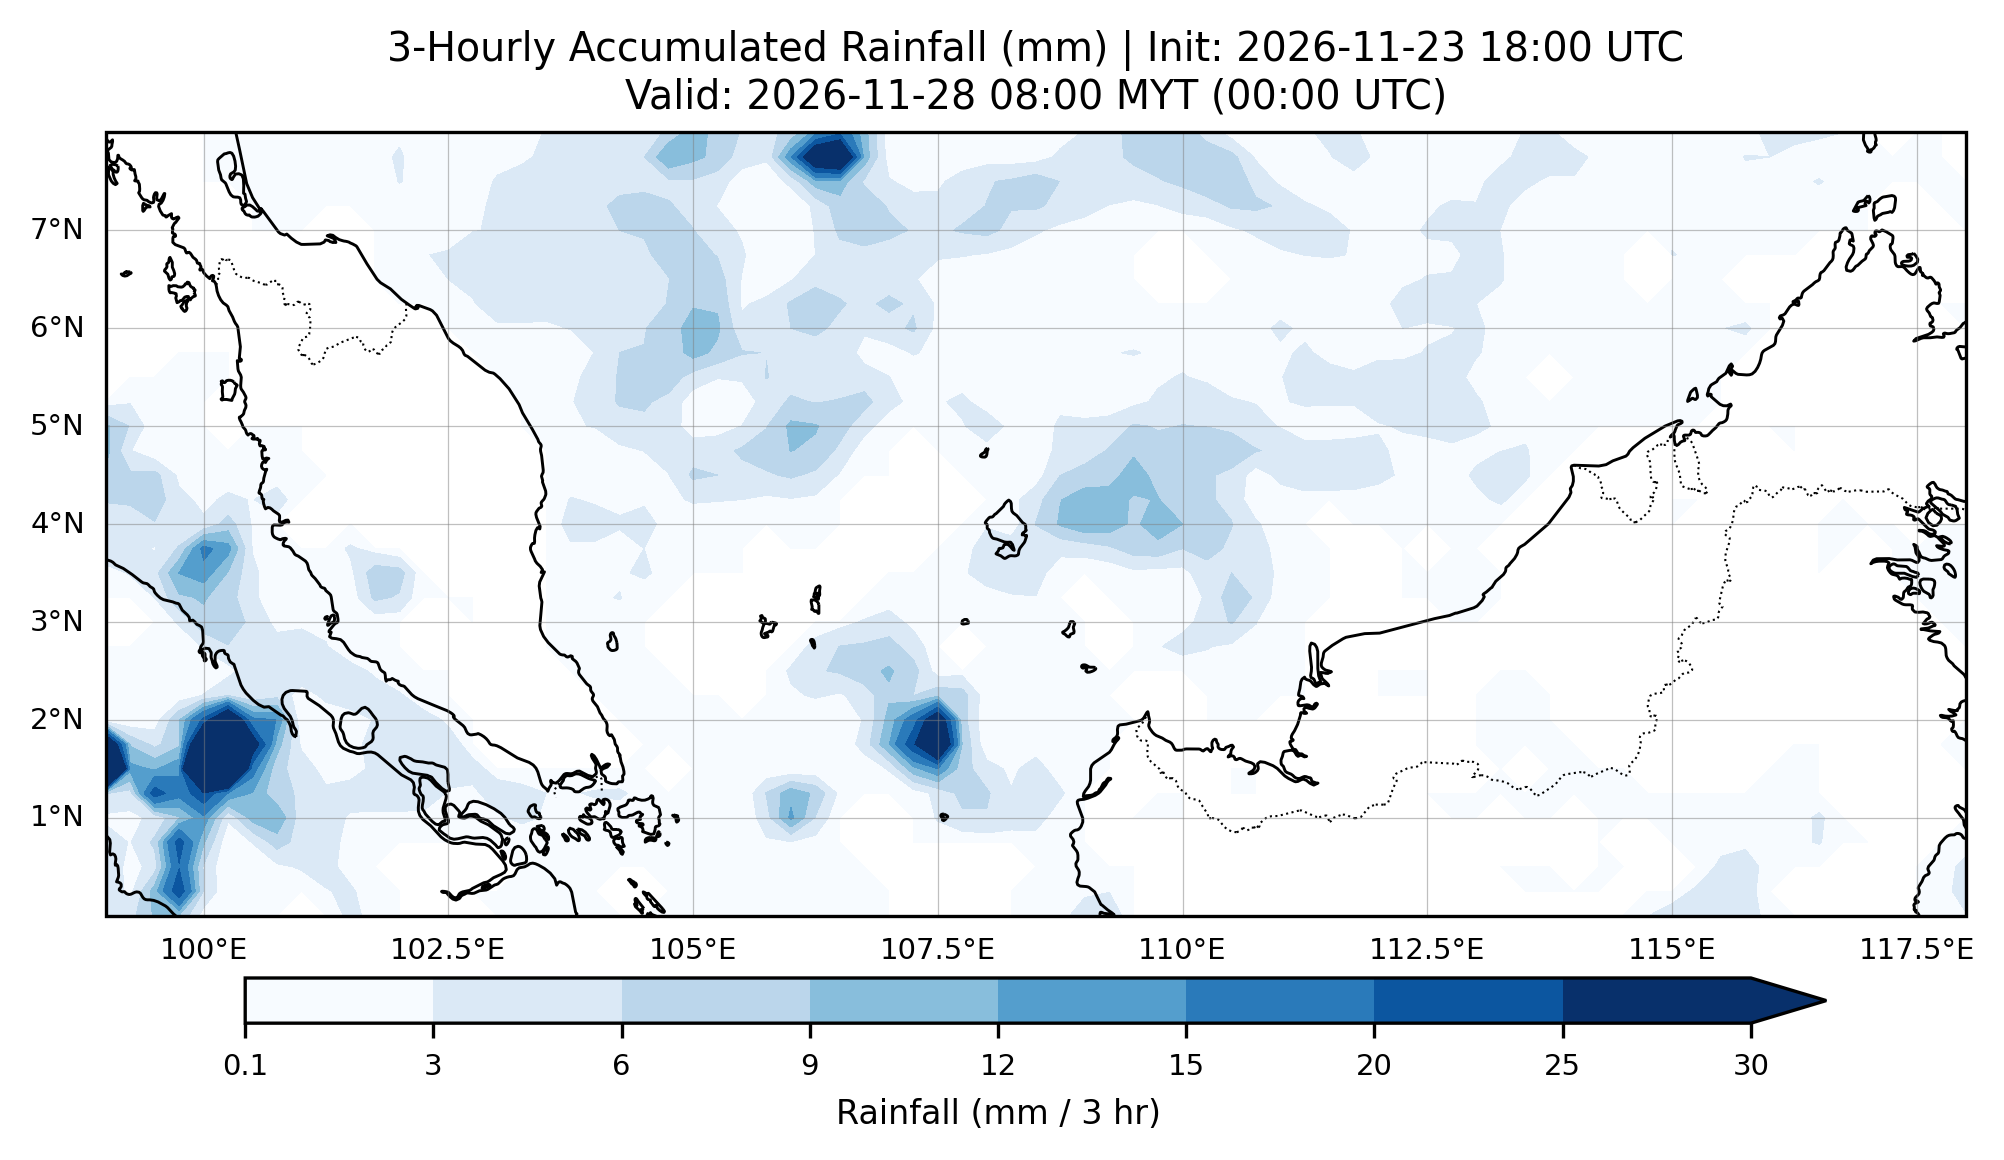 3-Hourly Accumulated Rainfall (mm) | Init: 2026-11-23 18:00 UTC
Valid: 2026-11-28 08:00 MYT (00:00 UTC)
7°N
6°N
5°N
4°N
3°N
2°N
1°N
100°E 102.5°E 105°E 107.5°E 110°E 112.5°E 115°E 117.5°E
0.1 3 6 9 12 15 20 25 30
Rainfall (mm / 3 hr)